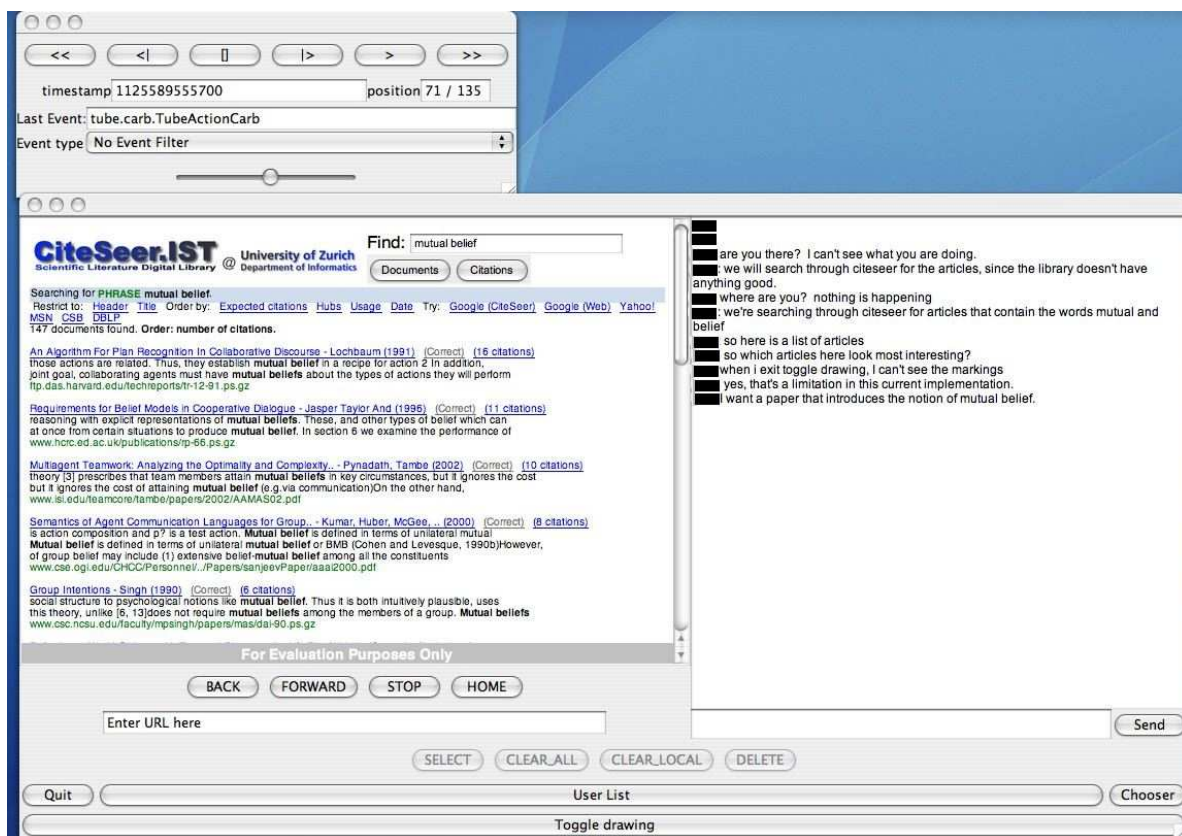 << <| [] |> > >>
timestamp 1125589555700 position 71 / 135
Last Event: tube.carb.TubeActionCarb
Event type No Event Filter
CiteSeer.IST @ University of Zurich
Scientific Literature Digital Library Department of Informatics
Find: mutual belief
Documents Citations
Searching for PHRASE mutual belief.
Restrict to: Header Title Order by: Expected citations Hubs Usage Date Try: Google (CiteSeer) Google (Web) Yahoo!
MSN CSB DBLP
147 documents found. Order: number of citations.
An Algorithm For Plan Recognition In Collaborative Discourse - Lochbaum (1991) (Correct) (16 citations)
those actions are related. Thus, they establish mutual belief in a recipe for action 2 In addition,
joint goal, collaborating agents must have mutual beliefs about the types of actions they will perform
ftp.das.harvard.edu/techreports/tr-12-91.ps.gz
Requirements for Belief Models in Cooperative Dialogue - Jasper Taylor And (1996) (Correct) (11 citations)
reasoning with explicit representations of mutual beliefs. These, and other types of belief which can
at once from certain situations to produce mutual belief. In section 6 we examine the performance of
www.hcrc.ed.ac.uk/publications/rp-66.ps.gz
Multiagent Teamwork: Analyzing the Optimality and Complexity.. - Pynadath, Tambe (2002) (Correct) (10 citations)
theory [3] prescribes that team members attain mutual beliefs in key circumstances, but it ignores the cost
but it ignores the cost of attaining mutual belief (e.g.via communication)On the other hand,
www.isi.edu/teamcore/tambe/papers/2002/AAMAS02.pdf
Semantics of Agent Communication Languages for Group.. - Kumar, Huber, McGee, .. (2000) (Correct) (8 citations)
is action composition and p? is a test action. Mutual belief is defined in terms of unilateral mutual
Mutual belief is defined in terms of unilateral mutual belief or BMB (Cohen and Levesque, 1990b)However,
of group belief may include (1) extensive belief-mutual belief among all the constituents
www.cse.ogi.edu/CHCC/Personnel/../Papers/sanjeevPaper/aaai2000.pdf
Group Intentions - Singh (1990) (Correct) (6 citations)
social structure to psychological notions like mutual belief. Thus it is both intuitively plausible, uses
this theory, unlike [6, 13]does not require mutual beliefs among the members of a group. Mutual beliefs
www.csc.ncsu.edu/faculty/mpsingh/papers/mas/dai-90.ps.gz
For Evaluation Purposes Only
BACK FORWARD STOP HOME
Enter URL here
are you there? I can't see what you are doing.
: we will search through citeseer for the articles, since the library doesn't have
anything good.
where are you? nothing is happening
: we're searching through citeseer for articles that contain the words mutual and
belief
so here is a list of articles
so which articles here look most interesting?
when i exit toggle drawing, I can't see the markings
yes, that's a limitation in this current implementation.
I want a paper that introduces the notion of mutual belief.
Send
SELECT CLEAR_ALL CLEAR_LOCAL DELETE
Quit User List Chooser
Toggle drawing